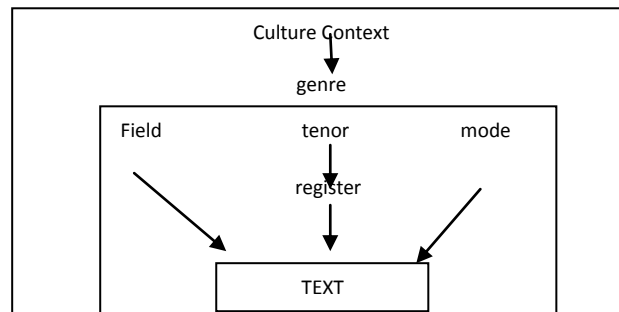 Culture Context
genre
Field tenor mode
register
TEXT